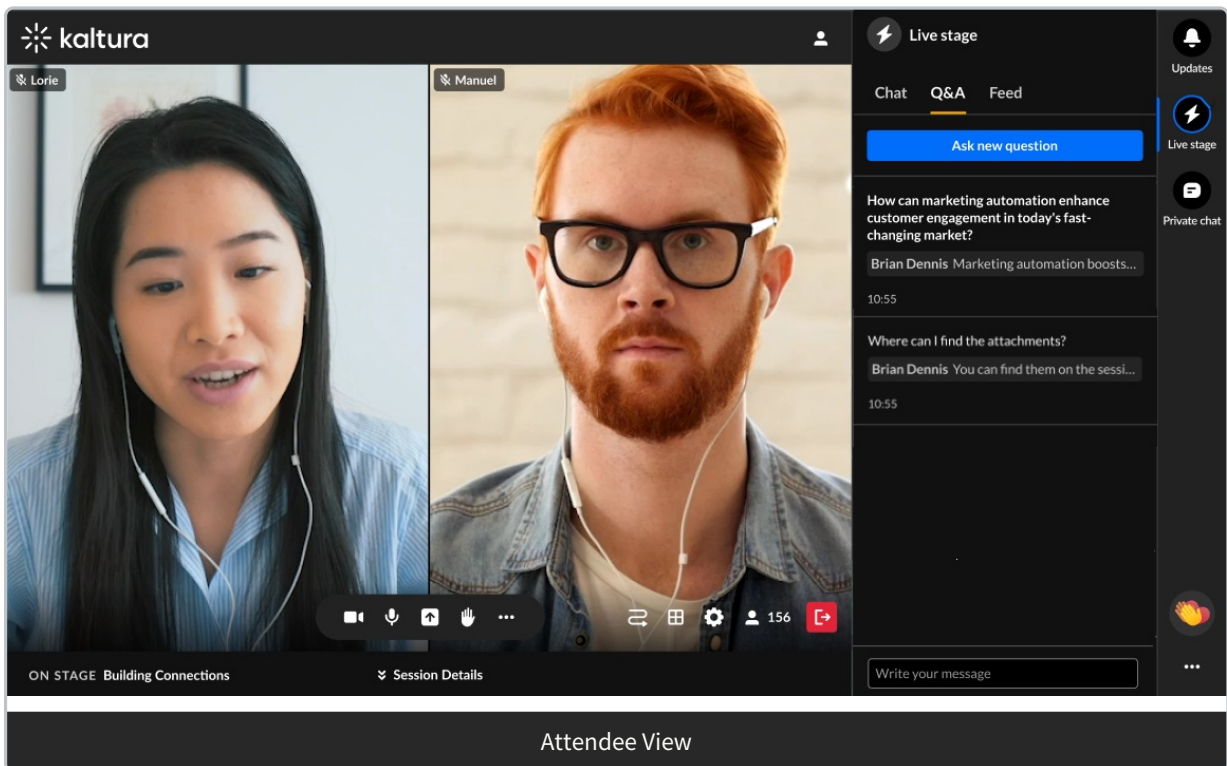 kaltura
Lorie
Manuel
156
ON STAGE Building Connections
Session Details
Live stage
Chat Q&A Feed
Ask new question
How can marketing automation enhance
customer engagement in today's fast-
changing market?
Brian Dennis Marketing automation boosts...
10:55
Where can I find the attachments?
Brian Dennis You can find them on the sessi...
10:55
Write your message
Updates
Live stage
Private chat
Attendee View